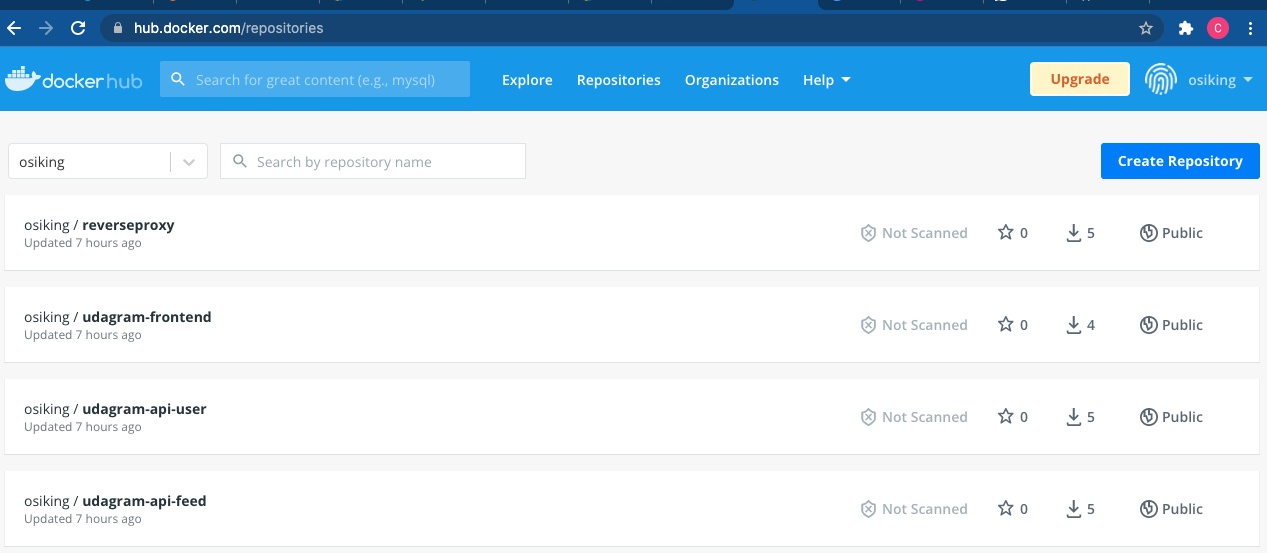 hub.docker.com/repositories
C
docker hub
Search for great content (e.g., mysql)
Explore
Repositories
Organizations
Help
Upgrade
osiking
osiking
Search by repository name
Create Repository
osiking / reverseproxy
Updated 7 hours ago
Not Scanned
0
5
Public
osiking / udagram-frontend
Updated 7 hours ago
Not Scanned
0
4
Public
osiking / udagram-api-user
Updated 7 hours ago
Not Scanned
0
5
Public
osiking / udagram-api-feed
Updated 7 hours ago
Not Scanned
0
5
Public